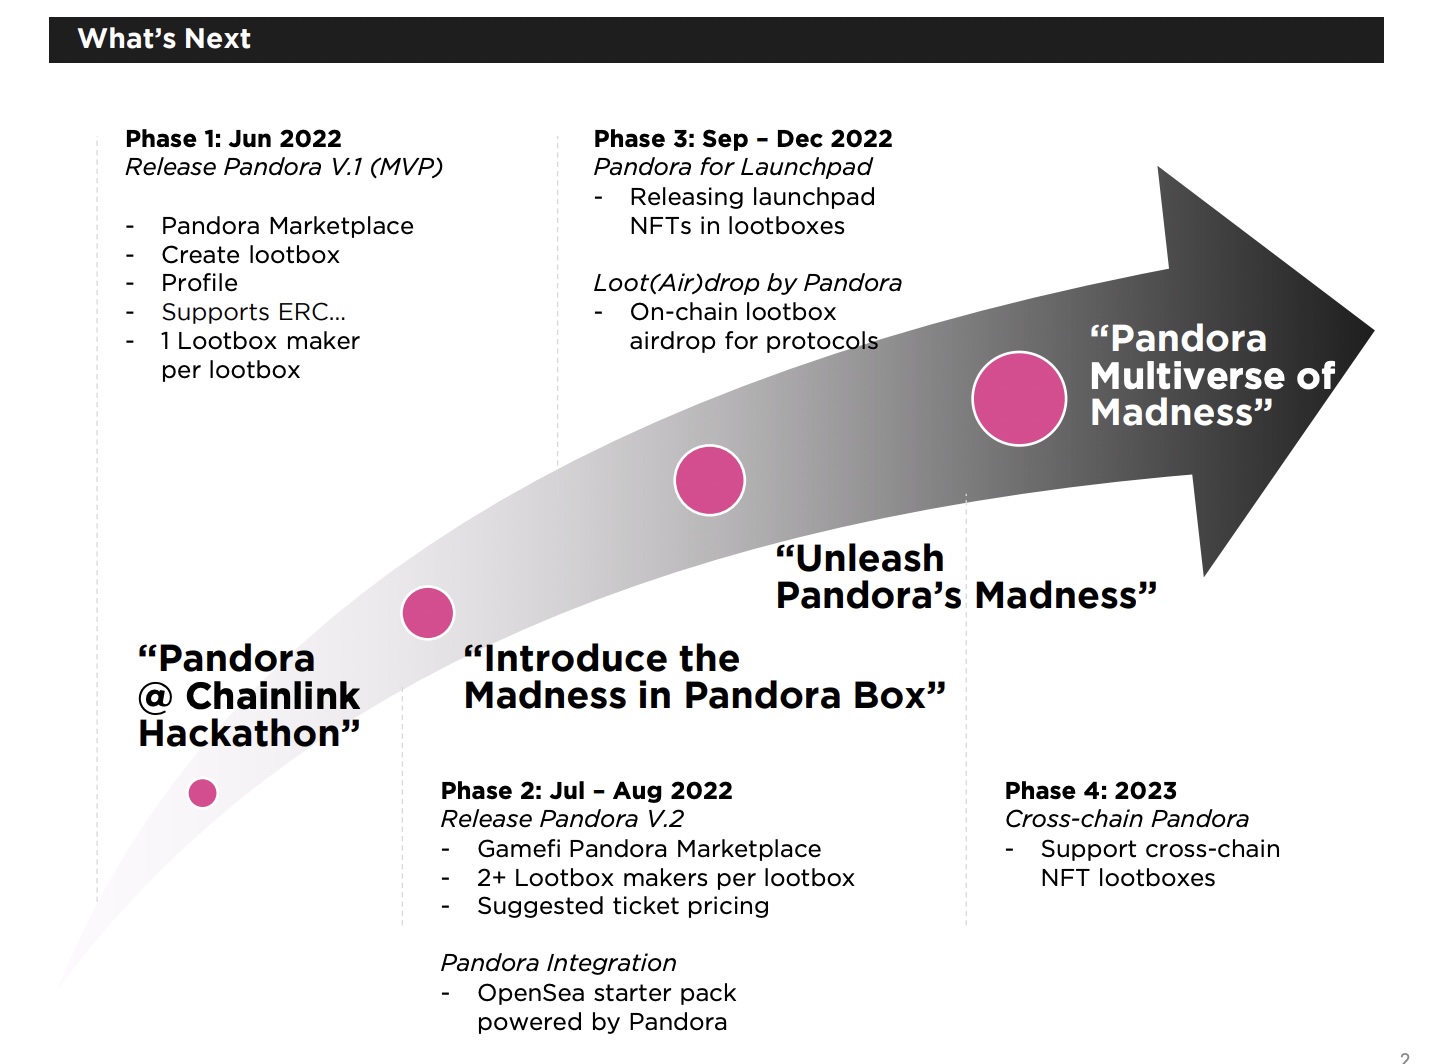 What’s Next
Phase 1: Jun 2022
Release Pandora V.1 (MVP)
- Pandora Marketplace
- Create lootbox
- Profile
- Supports ERC...
- 1 Lootbox maker
per lootbox
Phase 3: Sep – Dec 2022
Pandora for Launchpad
- Releasing launchpad
NFTs in lootboxes
Loot(Air)drop by Pandora
- On-chain lootbox
airdrop for protocols
“Pandora
Multiverse of
Madness”
“Unleash
Pandora’s Madness”
“Introduce the
Madness in Pandora Box”
“Pandora
@ Chainlink
Hackathon”
Phase 2: Jul – Aug 2022
Release Pandora V.2
- Gamefi Pandora Marketplace
- 2+ Lootbox makers per lootbox
- Suggested ticket pricing
Pandora Integration
- OpenSea starter pack
powered by Pandora
Phase 4: 2023
Cross-chain Pandora
- Support cross-chain
NFT lootboxes
2